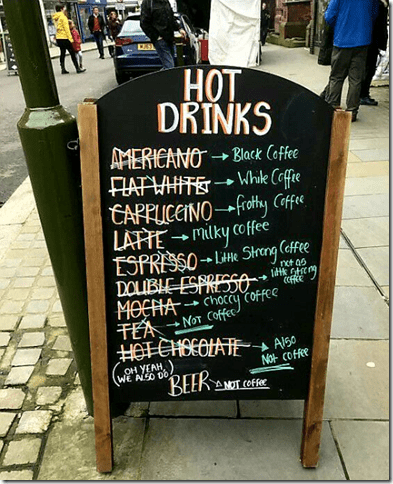 HOT
DRINKS
AMERICANO → Black Coffee
FLAT WHITE → White Coffee
CAPPUCCINO → frothy Coffee
LATTE → milky coffee
ESPRESSO → Little Strong Coffee
DOUBLE ESPRESSO → not as
little strong
coffee
MOCHA → choccy coffee
TEA → NOT COFFEE
HOT CHOCOLATE → Also
Not coffee
(OH YEAH,
WE ALSO DO)
BEER → NOT COFFEE